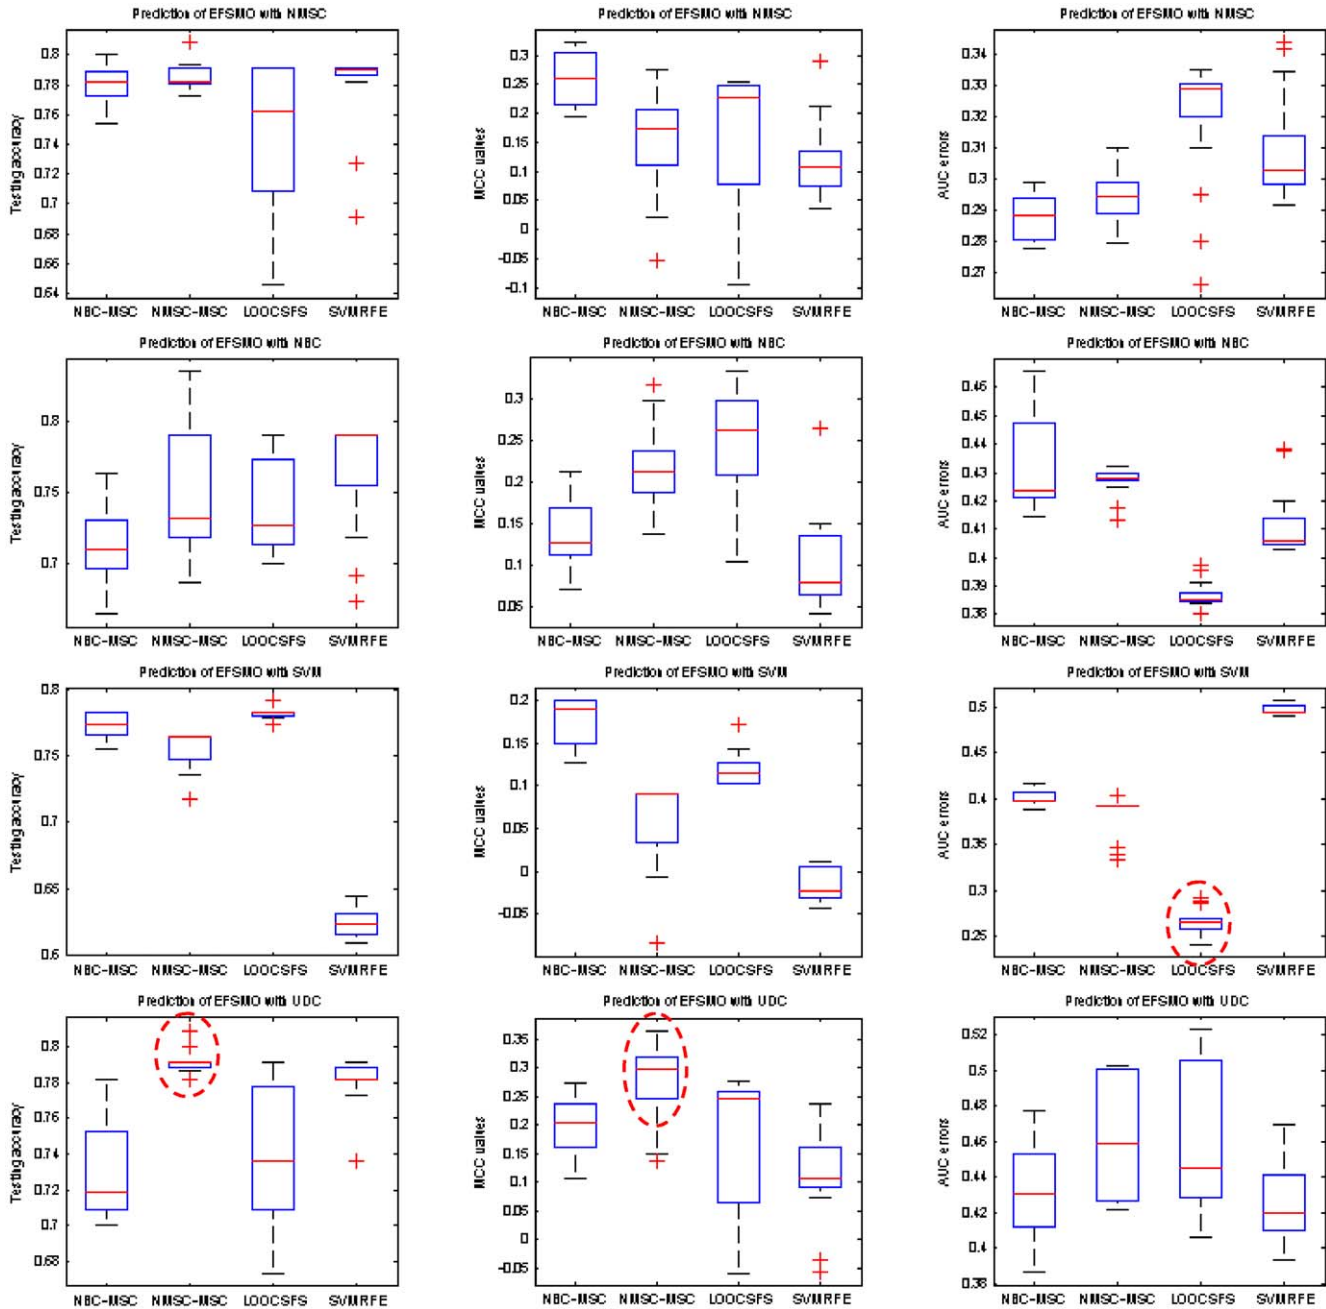 Prediction of EFSMO with NMSC
Testing accuracy
0.8
0.78
0.76
0.74
0.72
0.7
0.68
0.66
0.64
NBC-MSC NMSC-MSC LOOCSFS SVMRFE
Prediction of EFSMO with NMSC
MCC values
0.3
0.25
0.2
0.15
0.1
0.05
0
-0.05
-0.1
NBC-MSC NMSC-MSC LOOCSFS SVMRFE
Prediction of EFSMO with NMSC
AUC errors
0.34
0.33
0.32
0.31
0.3
0.29
0.28
0.27
NBC-MSC NMSC-MSC LOOCSFS SVMRFE
Prediction of EFSMO with NBC
Testing accuracy
0.8
0.75
0.7
NBC-MSC NMSC-MSC LOOCSFS SVMRFE
Prediction of EFSMO with NBC
MCC values
0.3
0.25
0.2
0.15
0.1
0.05
NBC-MSC NMSC-MSC LOOCSFS SVMRFE
Prediction of EFSMO with NBC
AUC errors
0.46
0.45
0.44
0.43
0.42
0.41
0.4
0.39
0.38
NBC-MSC NMSC-MSC LOOCSFS SVMRFE
Prediction of EFSMO with SVM
Testing accuracy
0.8
0.75
0.7
0.65
0.6
NBC-MSC NMSC-MSC LOOCSFS SVMRFE
Prediction of EFSMO with SVM
MCC values
0.2
0.15
0.1
0.05
0
-0.05
NBC-MSC NMSC-MSC LOOCSFS SVMRFE
Prediction of EFSMO with SVM
AUC errors
0.5
0.45
0.4
0.35
0.3
0.25
NBC-MSC NMSC-MSC LOOCSFS SVMRFE
Prediction of EFSMO with UDC
Testing accuracy
0.8
0.78
0.76
0.74
0.72
0.7
0.68
NBC-MSC NMSC-MSC LOOCSFS SVMRFE
Prediction of EFSMO with UDC
MCC values
0.35
0.3
0.25
0.2
0.15
0.1
0.05
0
-0.05
NBC-MSC NMSC-MSC LOOCSFS SVMRFE
Prediction of EFSMO with UDC
AUC errors
0.52
0.5
0.48
0.46
0.44
0.42
0.4
0.38
NBC-MSC NMSC-MSC LOOCSFS SVMRFE